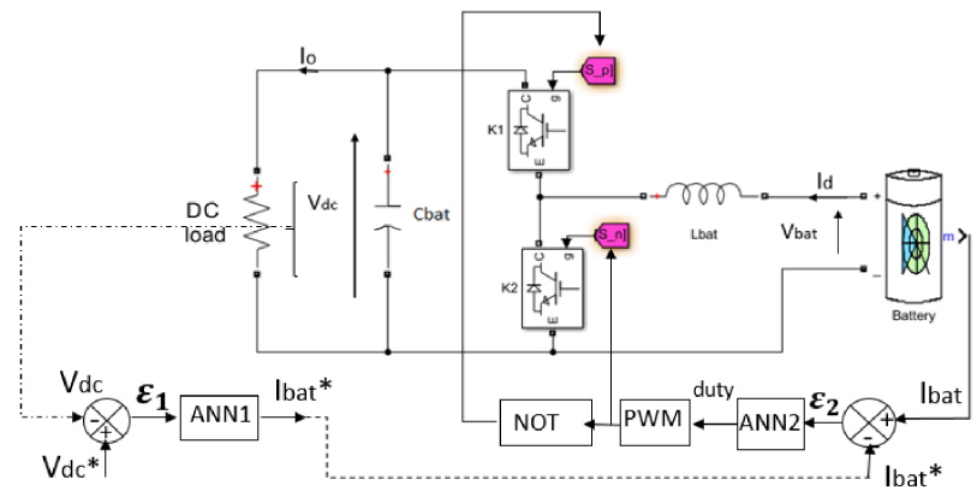 Io
[S_p]
C
g
K1
E
Id
+
DC
load
Vdc
Cbat
[S_n]
Lbat
Vbat
m
C
g
K2
E
−
Battery
Vdc
ε1
Ibat*
duty
ε2
Ibat
ANN1
NOT
PWM
ANN2
Vdc*
Ibat*